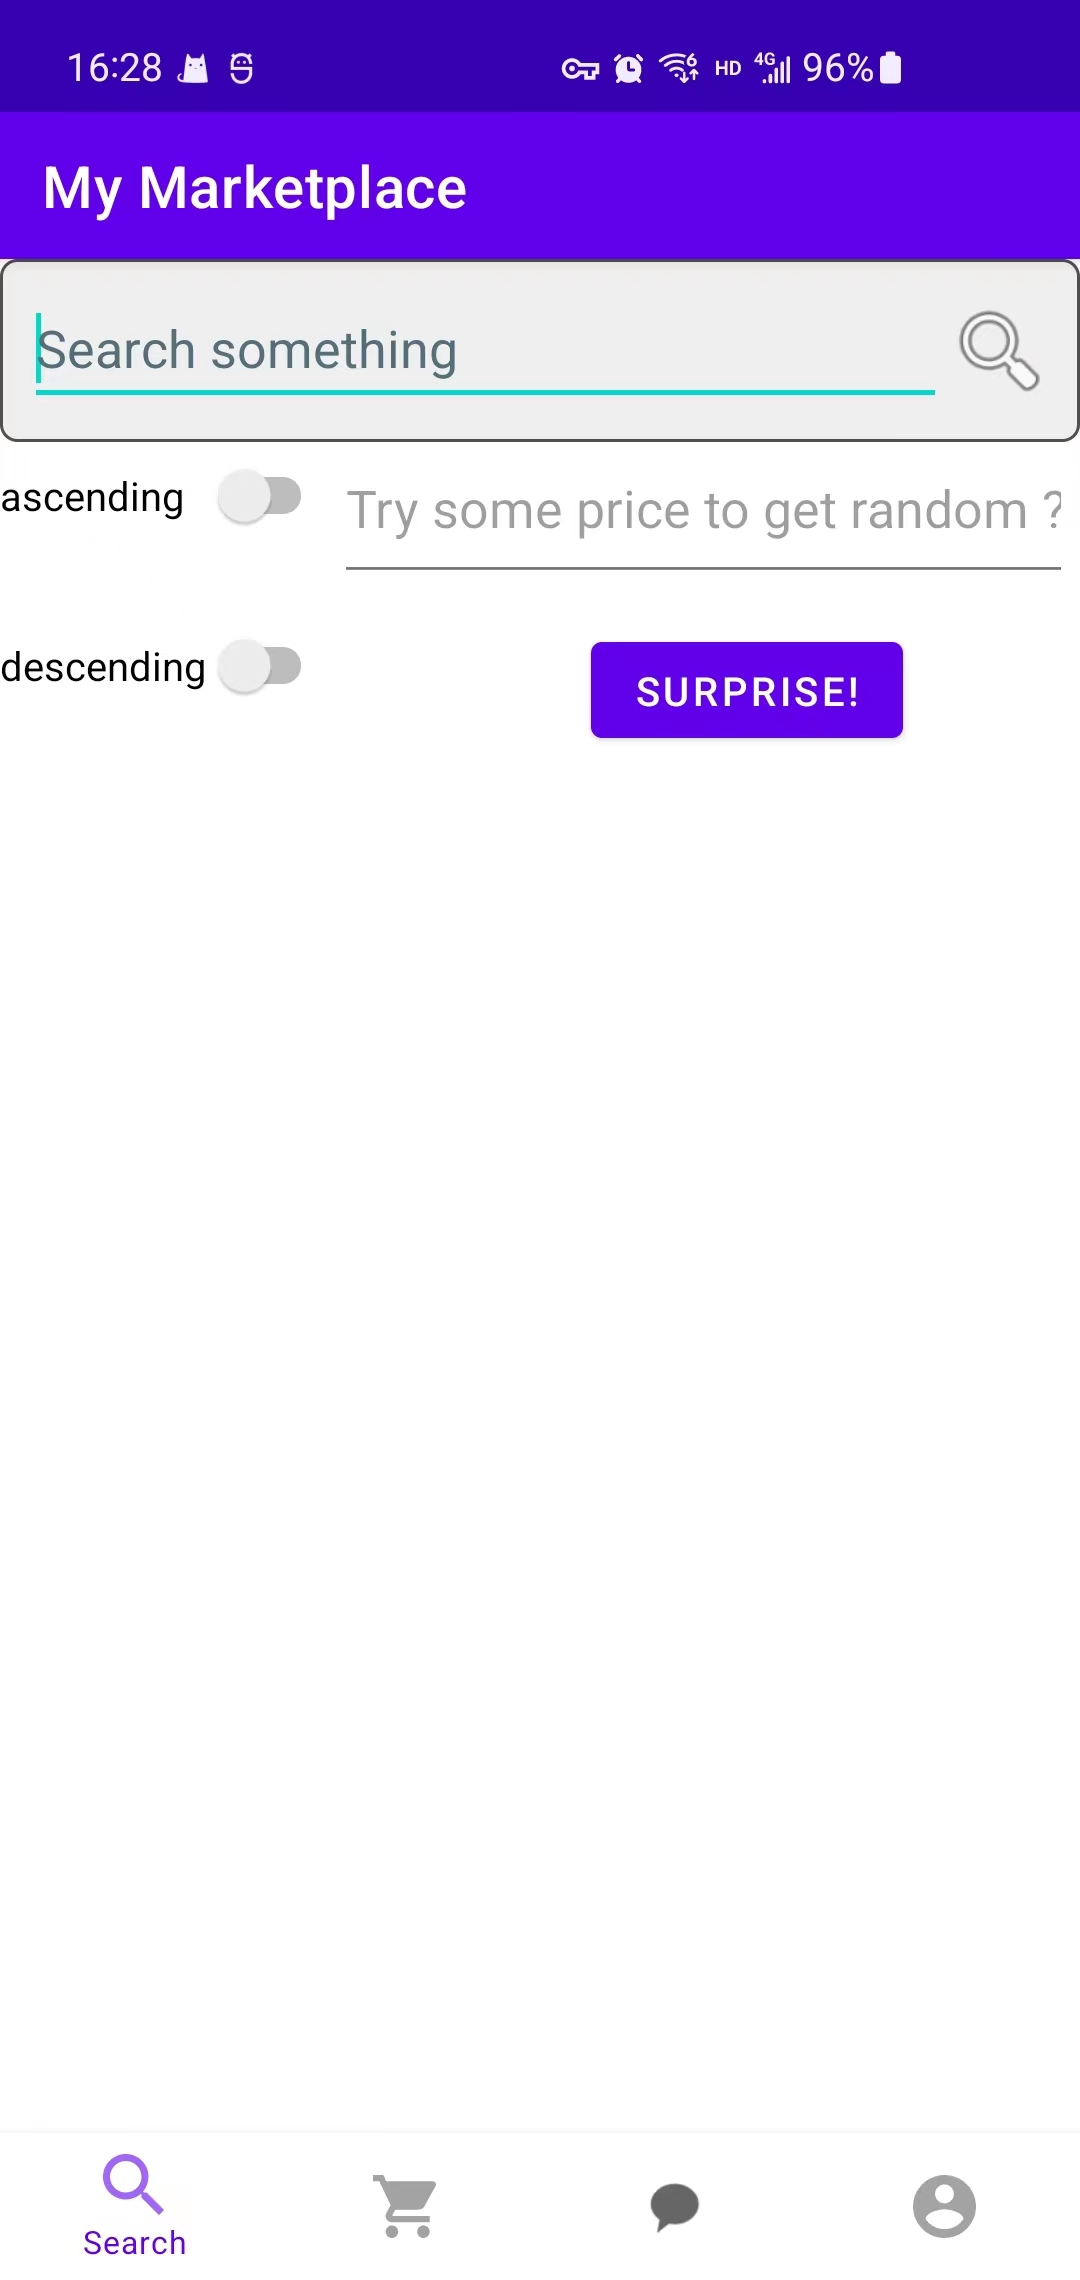 16:28 HD 4G 96%
My Marketplace
Search something
ascending
Try some price to get random ?
descending
SURPRISE!
Search